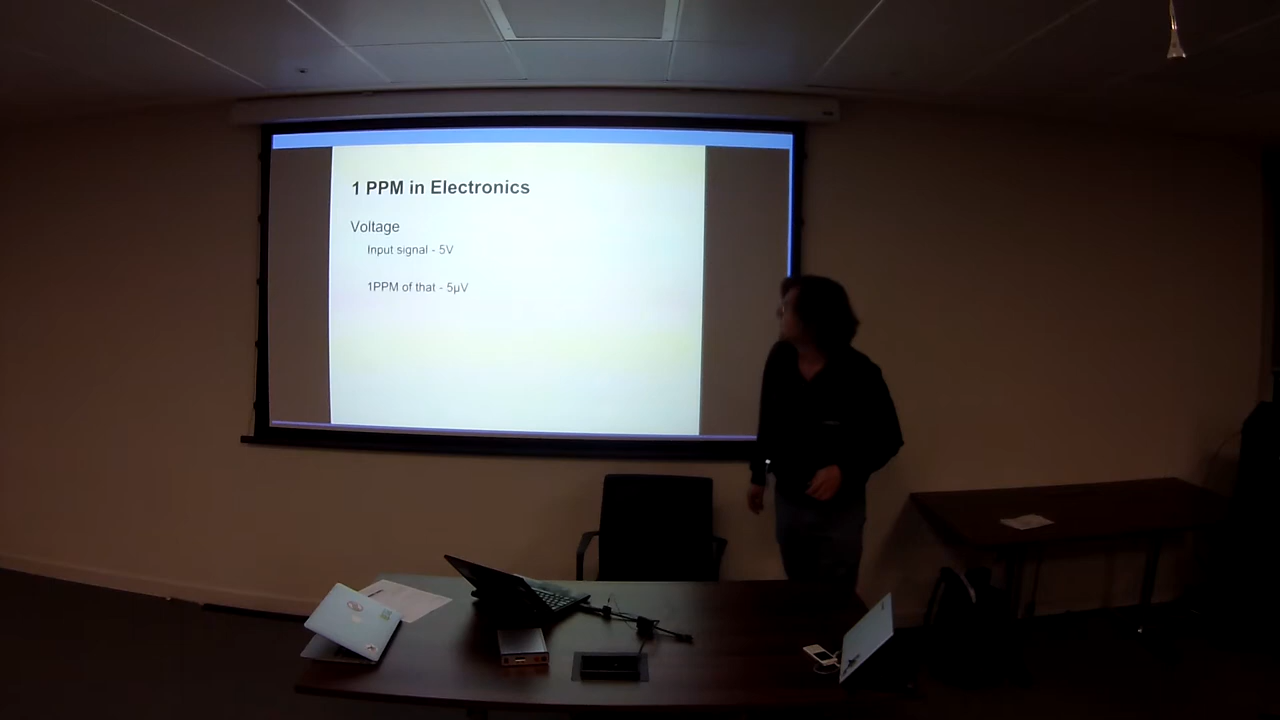 1 PPM in Electronics
Voltage
Input signal - 5V
1PPM of that - 5µV